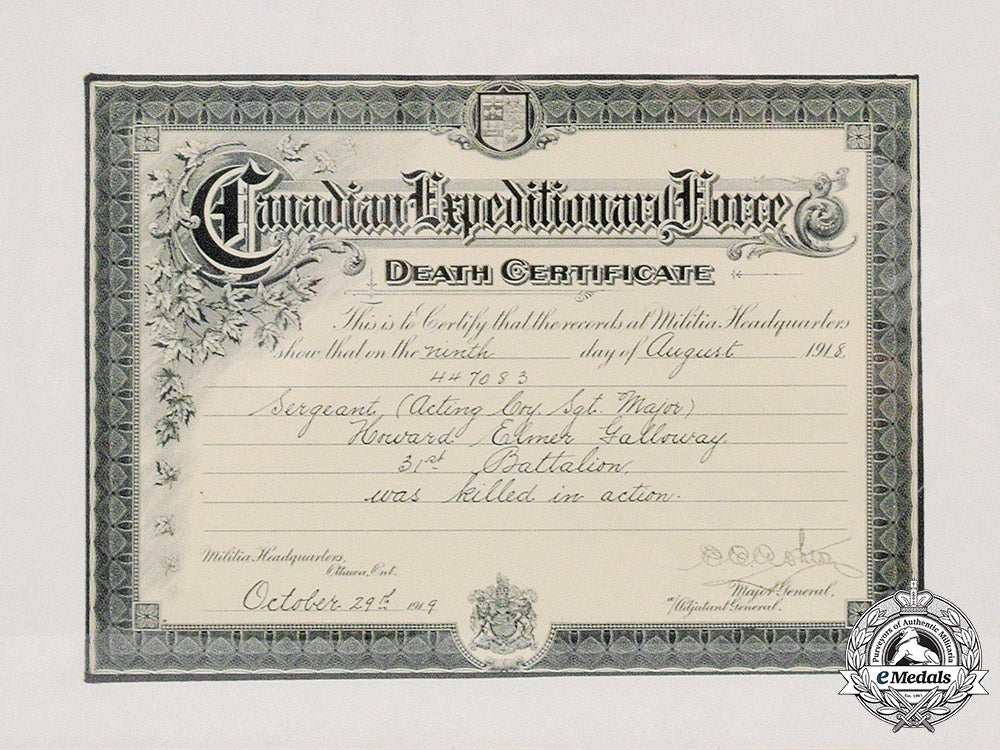 Canadian Expeditionary Force
DEATH CERTIFICATE
This is to Certify that the records at Militia Headquarters
show that on the ninth day of August 1918
447083
Sergeant, (Acting Coy. Sgt. Major)
Howard Elmer Galloway
31st Battalion,
was killed in action.
Militia Headquarters,
Ottawa, Ont.
October 29th 1919
Major General,
Adjutant General.
Purveyors of Authentic Militaria
eMedals